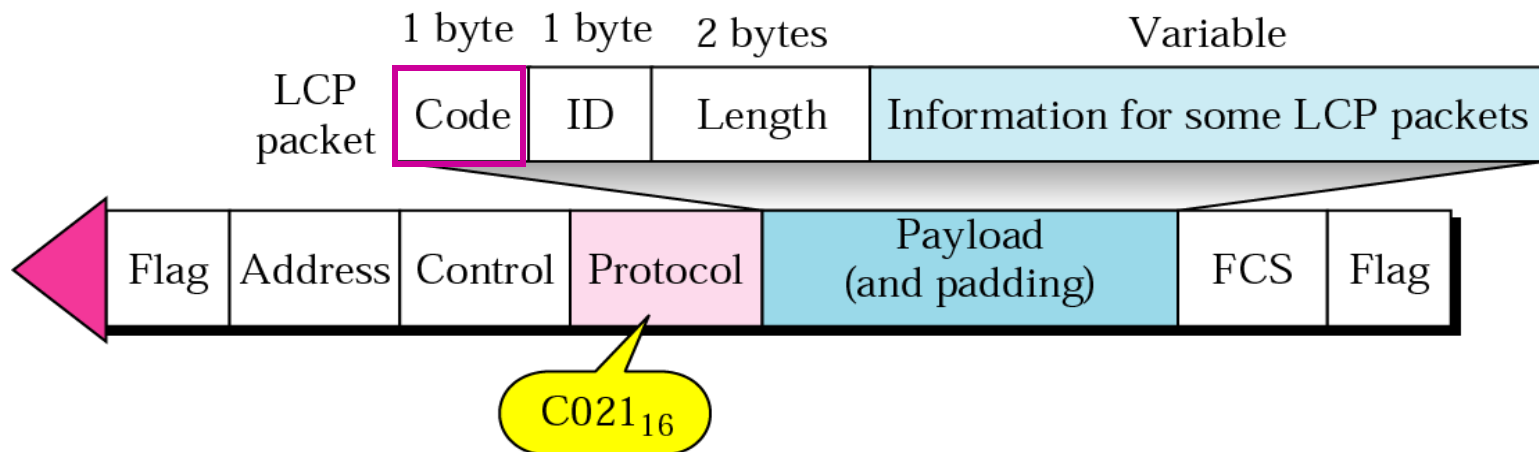 1 byte 1 byte 2 bytes Variable
LCP
packet
Code ID Length Information for some LCP packets
Flag Address Control Protocol Payload
(and padding) FCS Flag
C021₁₆